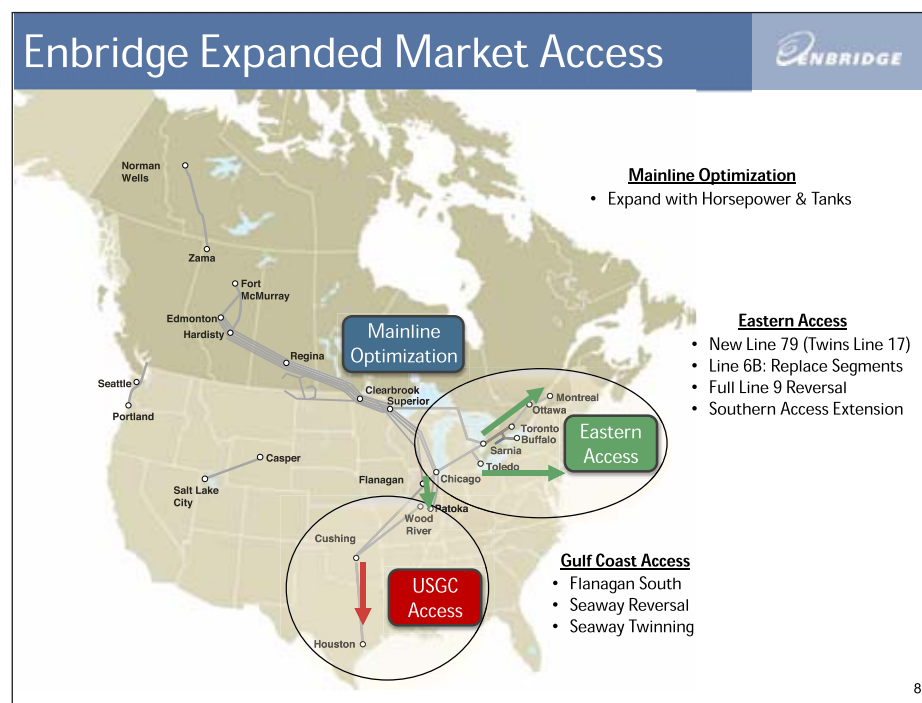 Enbridge Expanded Market Access
ENBRIDGE
Norman
Wells
Zama
Fort
McMurray
Edmonton
Hardisty
Regina
Mainline
Optimization
Seattle
Portland
Clearbrook
Superior
Montreal
Ottawa
Toronto
Buffalo
Sarnia
Toledo
Eastern
Access
Casper
Salt Lake
City
Flanagan
Chicago
Patoka
Wood
River
Cushing
USGC
Access
Houston
Mainline Optimization
• Expand with Horsepower & Tanks
Eastern Access
• New Line 79 (Twins Line 17)
• Line 6B: Replace Segments
• Full Line 9 Reversal
• Southern Access Extension
Gulf Coast Access
• Flanagan South
• Seaway Reversal
• Seaway Twinning
8